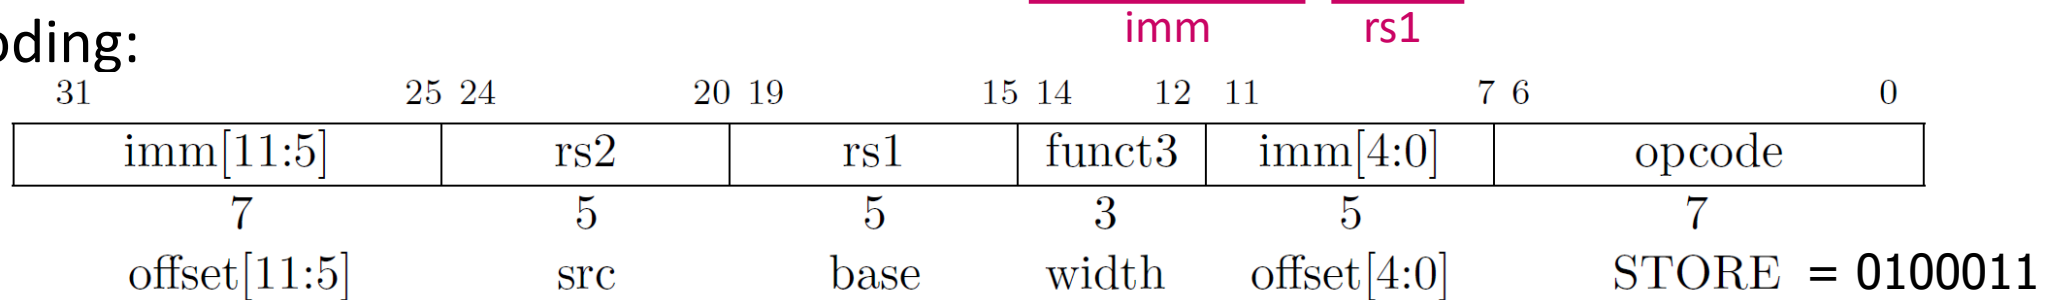 imm rs1
oding:
31 25 24 20 19 15 14 12 11 7 6 0
imm[11:5] rs2 rs1 funct3 imm[4:0] opcode
7 5 5 3 5 7
offset[11:5] src base width offset[4:0] STORE = 0100011